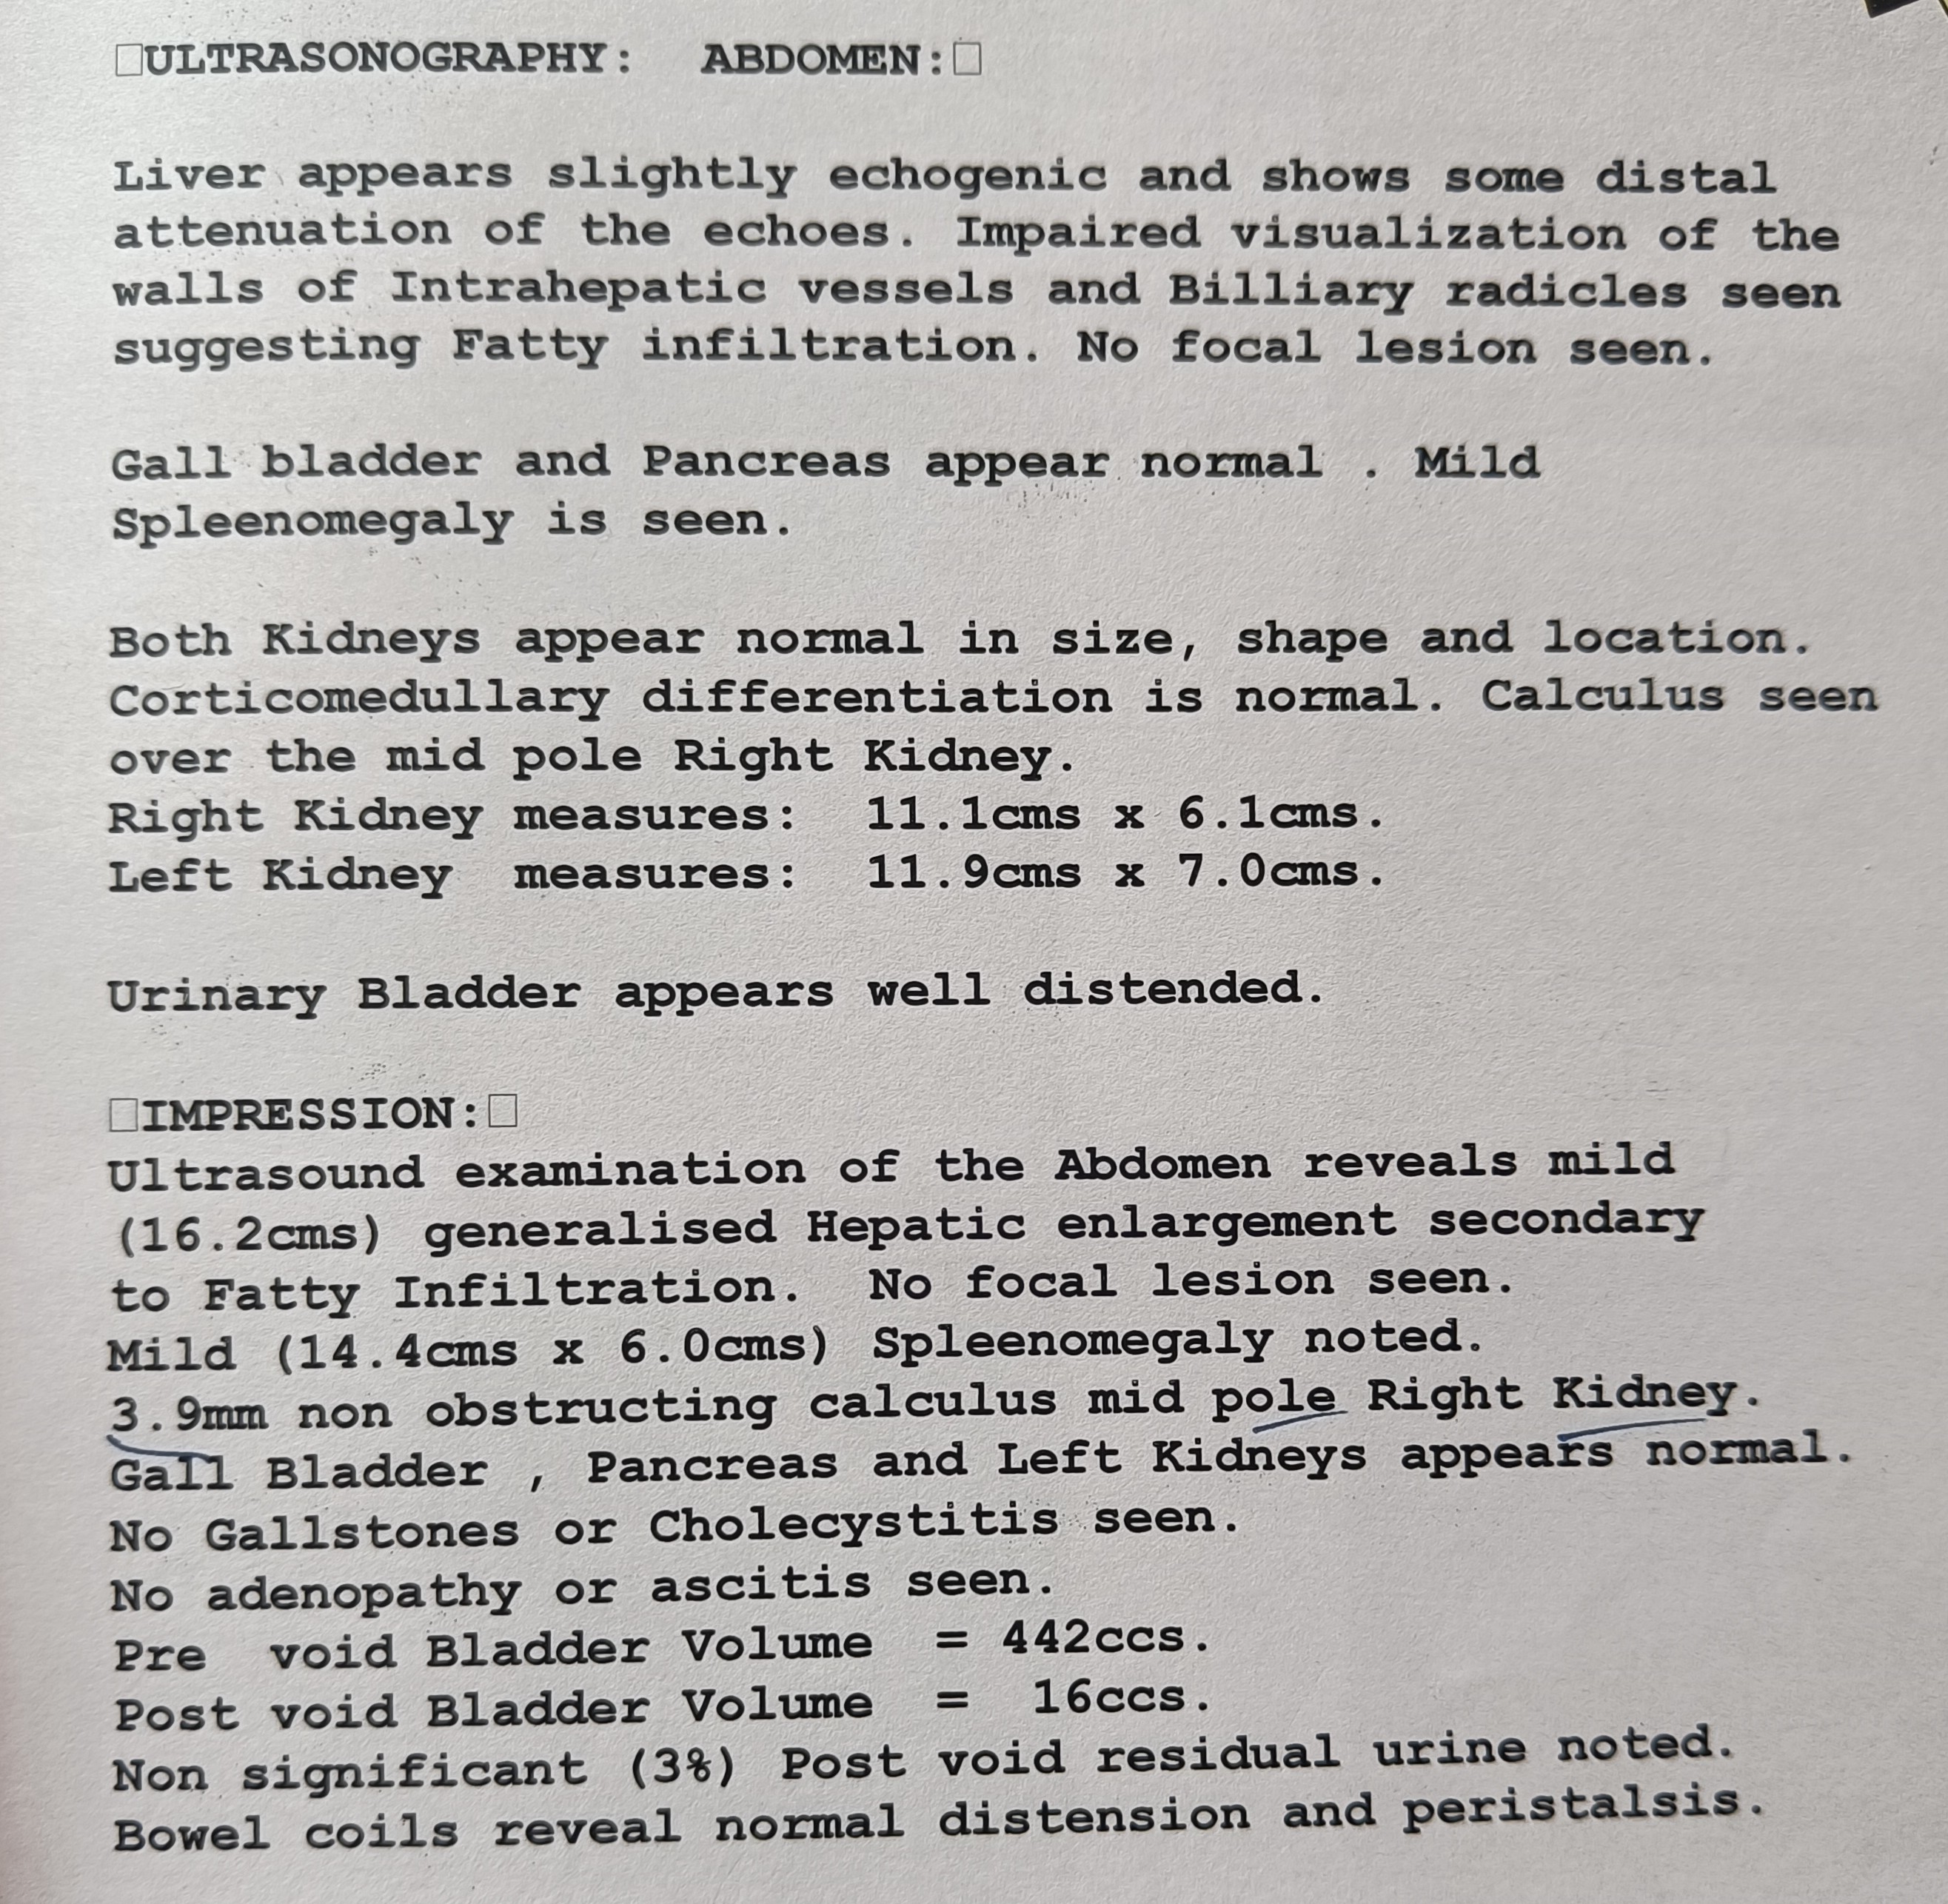 □ULTRASONOGRAPHY: ABDOMEN:□
Liver appears slightly echogenic and shows some distal
attenuation of the echoes. Impaired visualization of the
walls of Intrahepatic vessels and Billiary radicles seen
suggesting Fatty infiltration. No focal lesion seen.
Gall bladder and Pancreas appear normal . Mild
Spleenomegaly is seen.
Both Kidneys appear normal in size, shape and location.
Corticomedullary differentiation is normal. Calculus seen
over the mid pole Right Kidney.
Right Kidney measures: 11.1cms x 6.1cms.
Left Kidney measures: 11.9cms x 7.0cms.
Urinary Bladder appears well distended.
□IMPRESSION:□
Ultrasound examination of the Abdomen reveals mild
(16.2cms) generalised Hepatic enlargement secondary
to Fatty Infiltration. No focal lesion seen.
Mild (14.4cms x 6.0cms) Spleenomegaly noted.
3.9mm non obstructing calculus mid pole Right Kidney.
Gall Bladder , Pancreas and Left Kidneys appears normal.
No Gallstones or Cholecystitis seen.
No adenopathy or ascitis seen.
Pre void Bladder Volume = 442ccs.
Post void Bladder Volume = 16ccs.
Non significant (3%) Post void residual urine noted.
Bowel coils reveal normal distension and peristalsis.